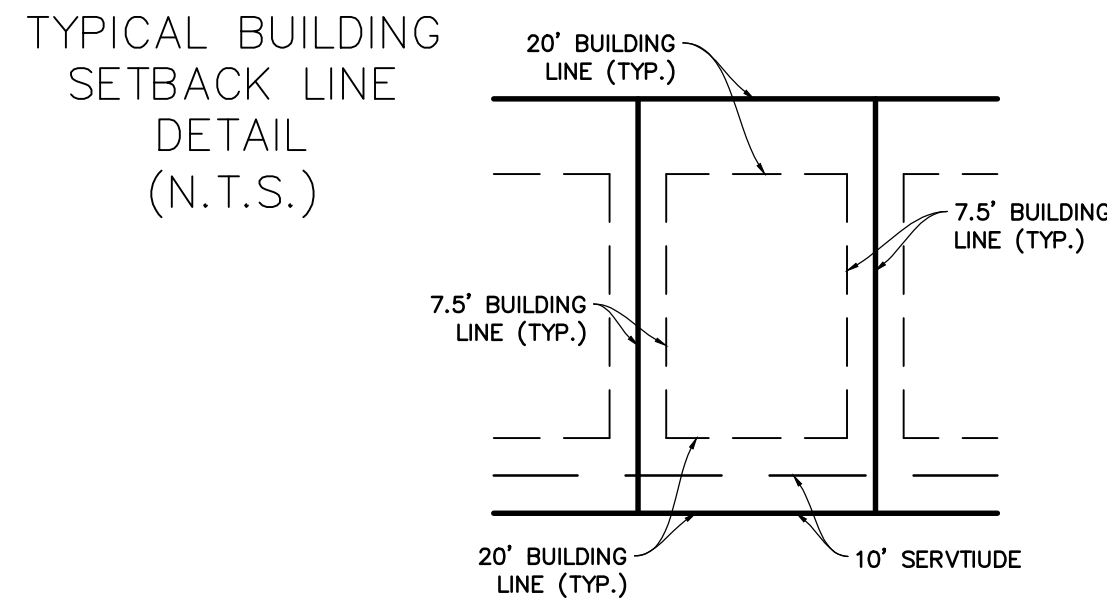 TYPICAL BUILDING
SETBACK LINE
DETAIL
(N.T.S.)
20' BUILDING
LINE (TYP.)
7.5' BUILDING
LINE (TYP.)
7.5' BUILDING
LINE (TYP.)
20' BUILDING
LINE (TYP.)
10' SERVTIUDE